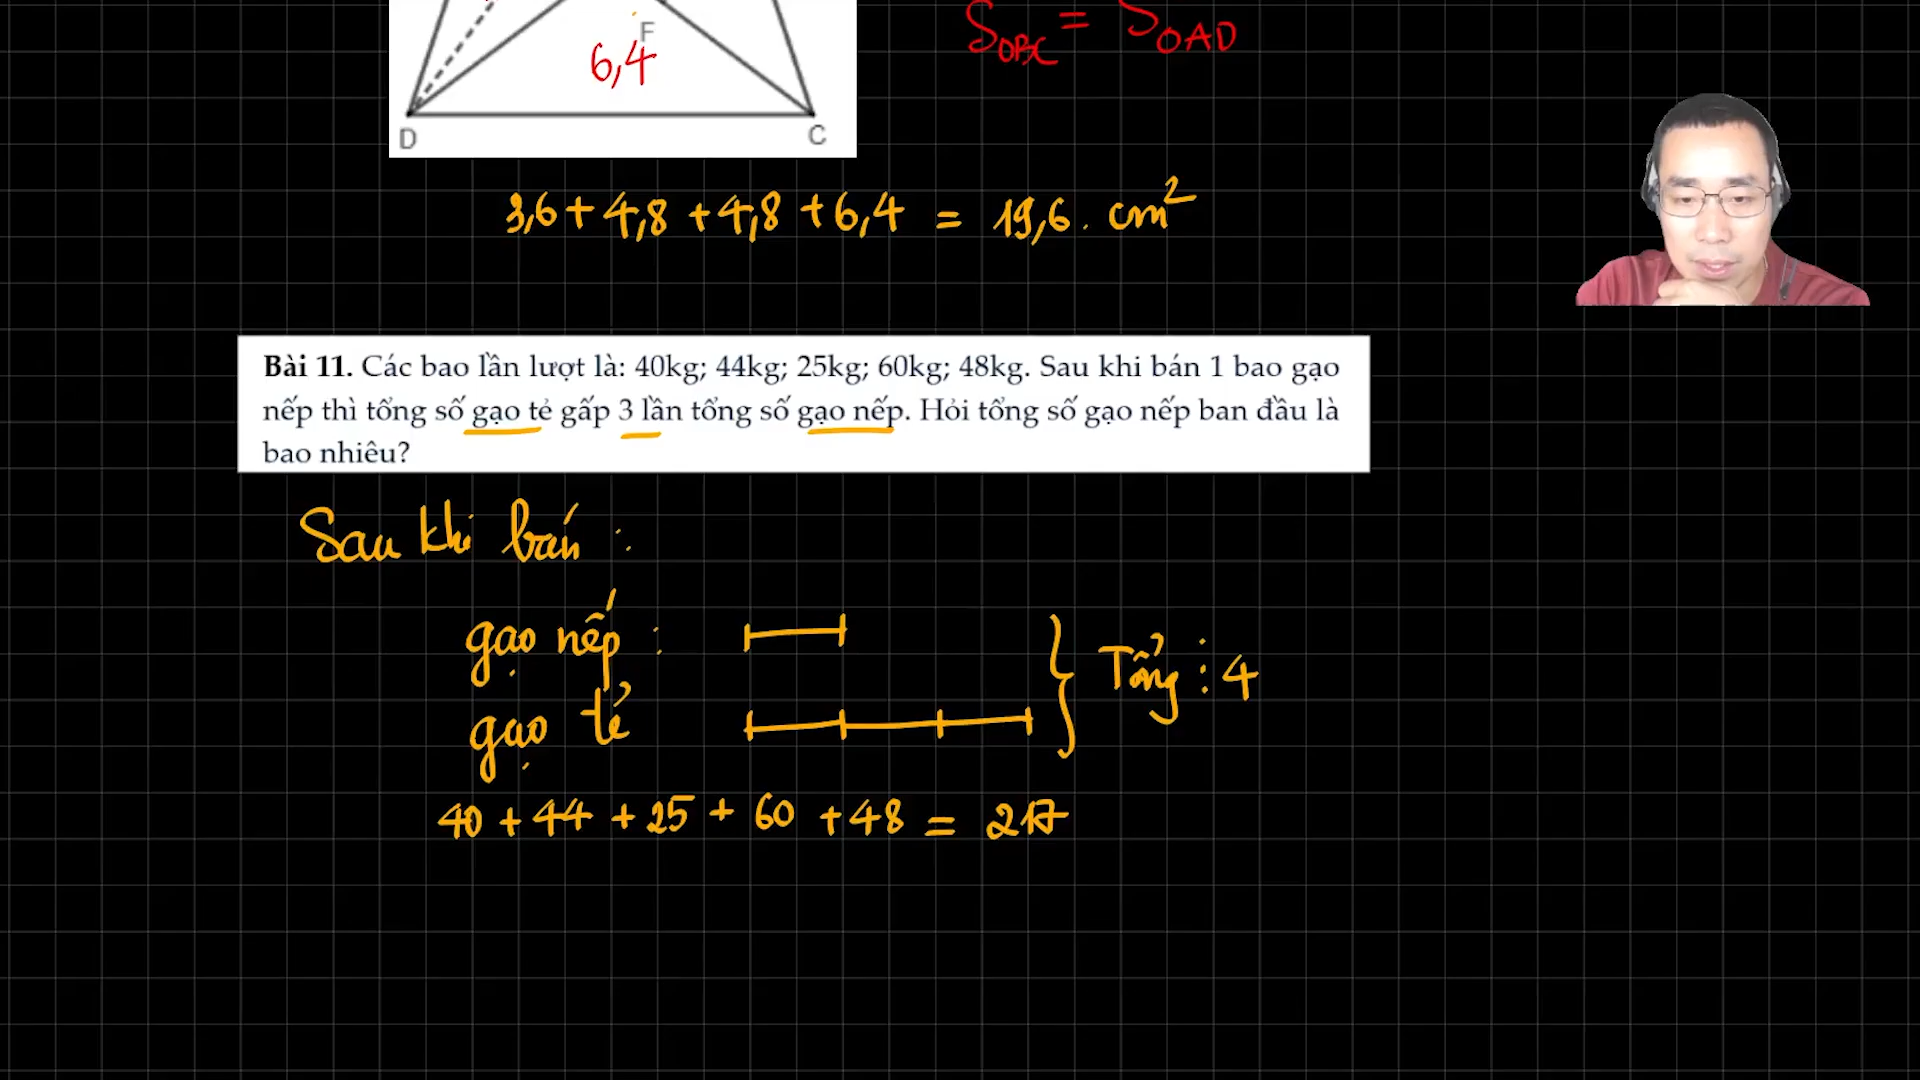 F
6,4
D C
S_OBC = S_OAD
3,6 + 4,8 + 4,8 + 6,4 = 19,6. cm²
Bài 11. Các bao lần lượt là: 40kg; 44kg; 25kg; 60kg; 48kg. Sau khi bán 1 bao gạo
nếp thì tổng số gạo tẻ gấp 3 lần tổng số gạo nếp. Hỏi tổng số gạo nếp ban đầu là
bao nhiêu?
Sau khi bán :
gạo nếp :
gạo tẻ
Tổng : 4
40 + 44 + 25 + 60 + 48 = 217